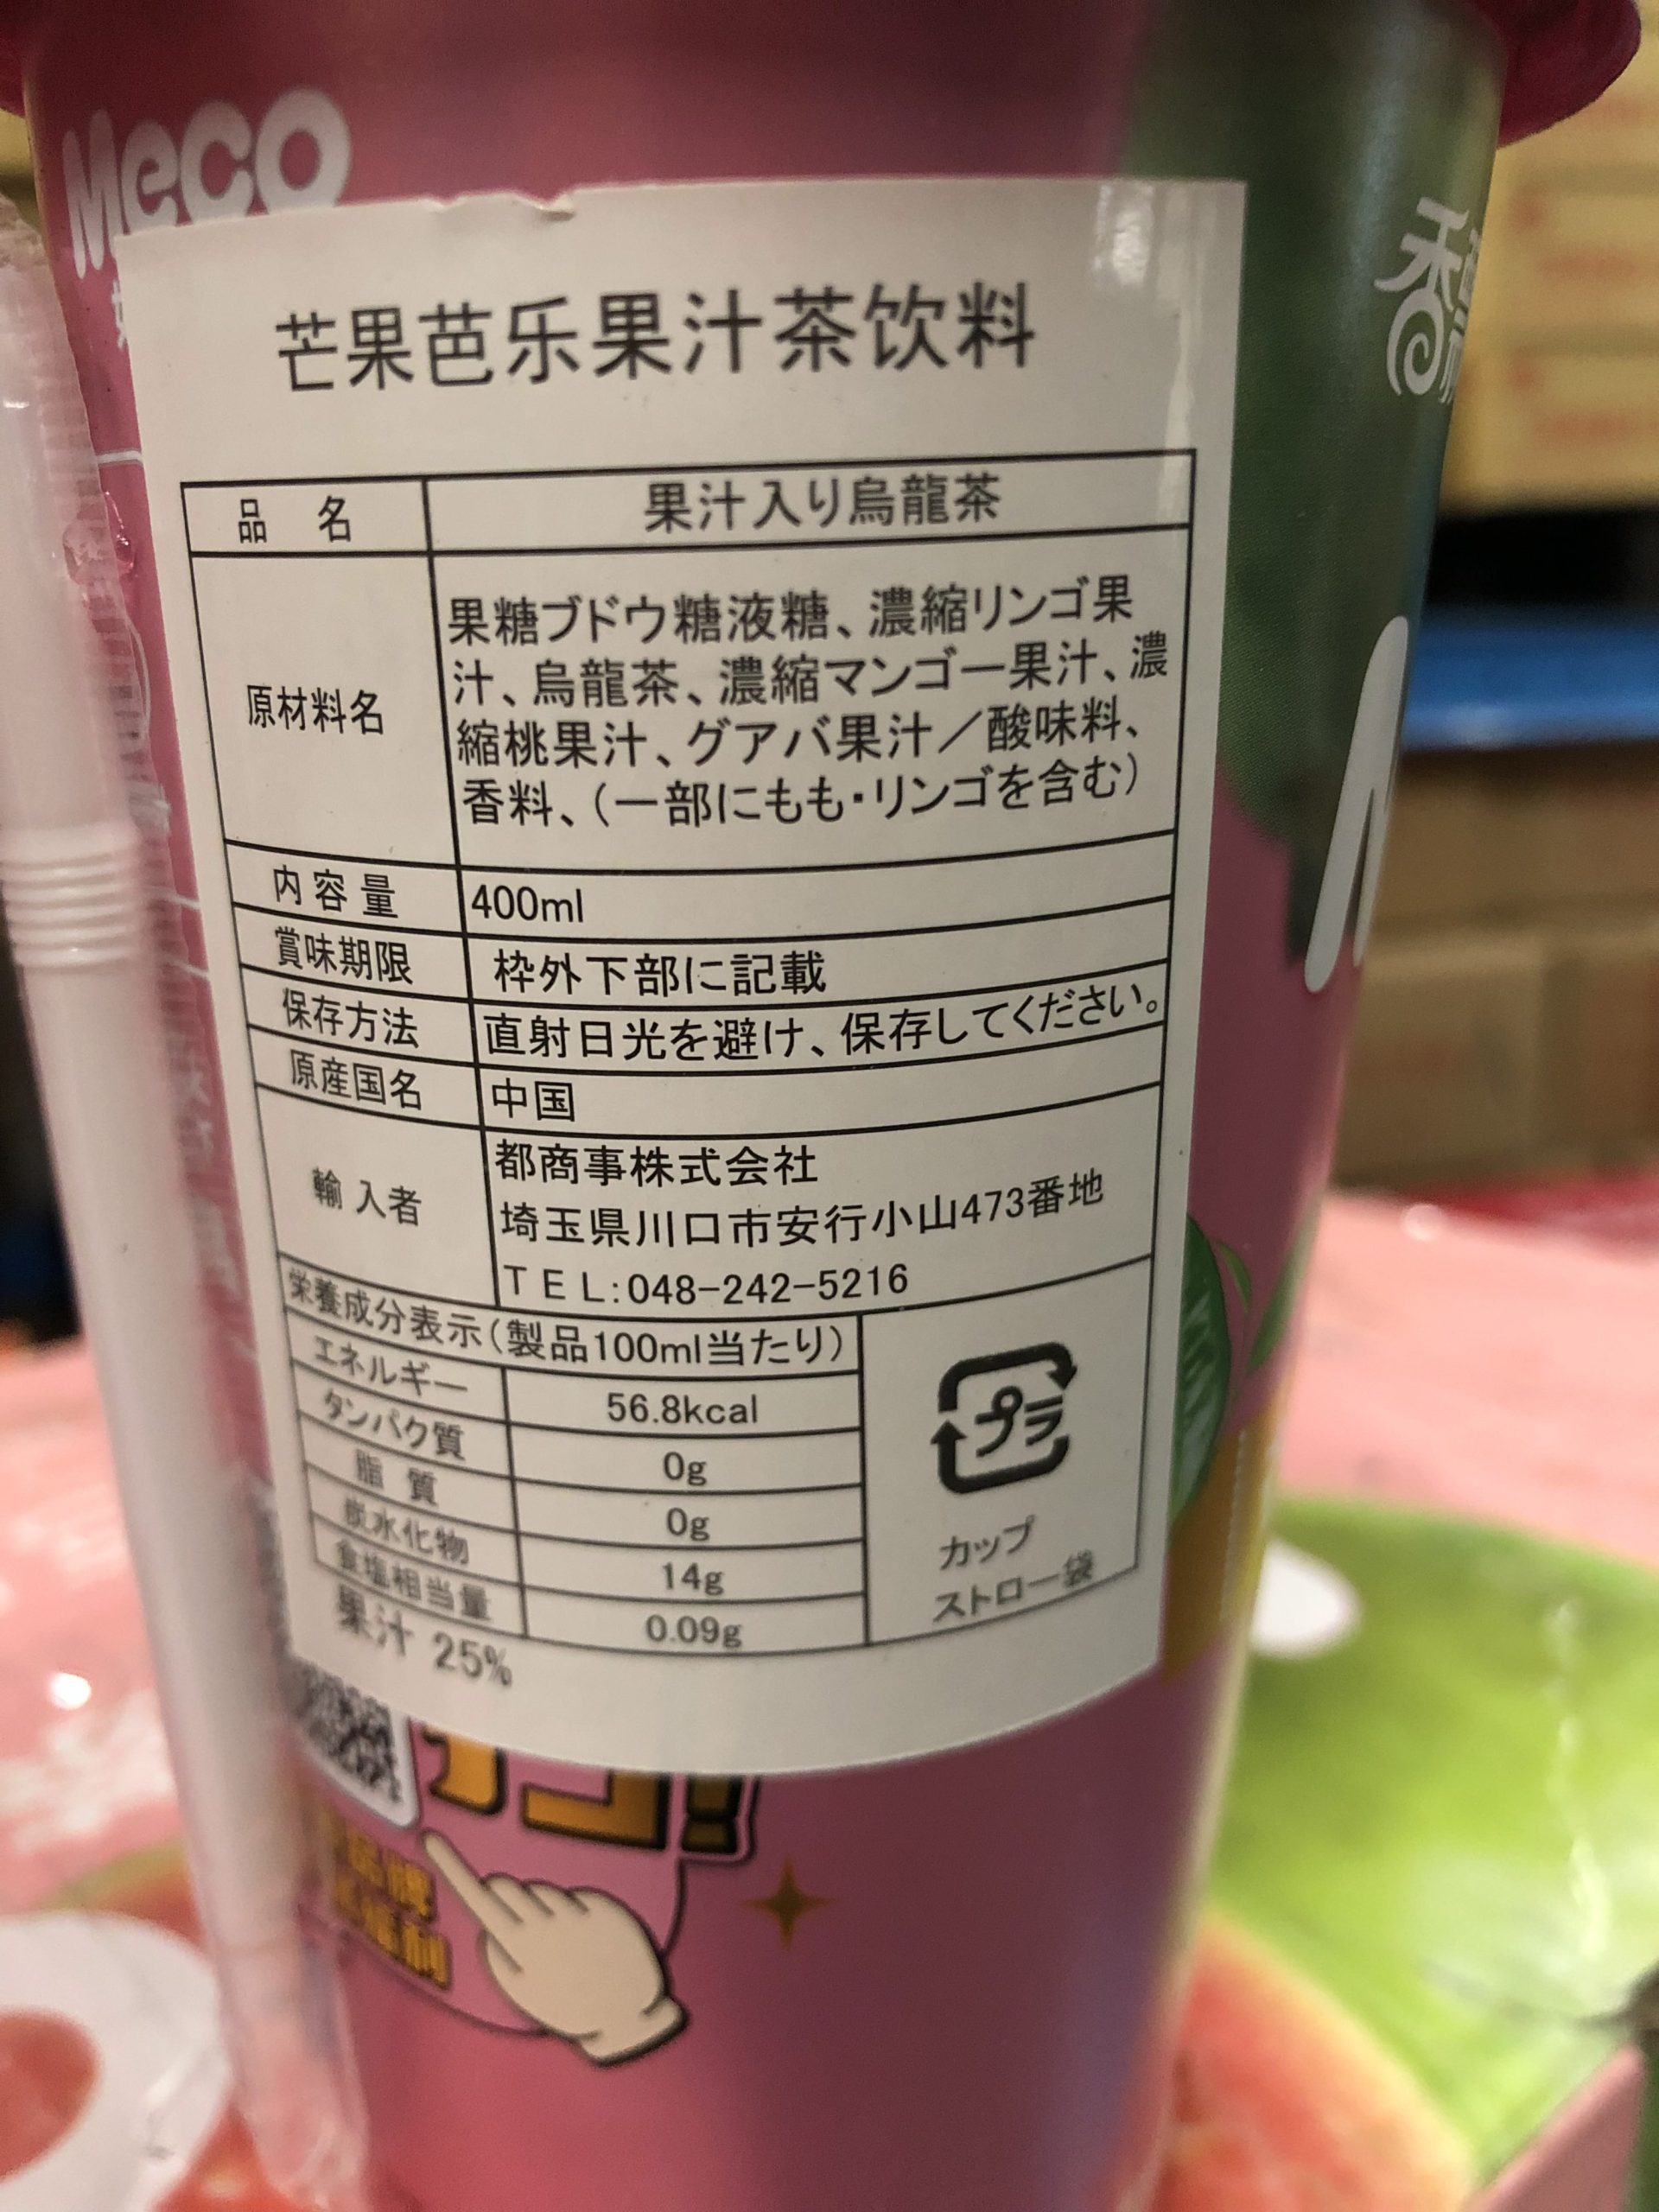 Meco
香
芒果芭乐果汁茶饮料
品 名 果汁入り烏龍茶
原材料名
果糖ブドウ糖液糖、濃縮リンゴ果
汁、烏龍茶、濃縮マンゴー果汁、濃
縮桃果汁、グアバ果汁／酸味料、
香料、（一部にもも・リンゴを含む）
内容量 400ml
賞味期限 枠外下部に記載
保存方法 直射日光を避け、保存してください。
原産国名 中国
輸入者
都商事株式会社
埼玉県川口市安行小山473番地
TEL:048-242-5216
栄養成分表示（製品100ml当たり）
エネルギー 56.8kcal
タンパク質 0g
脂質 0g
炭水化物 14g
食塩相当量 0.09g
プラ
カップ
ストロー袋
果汁 25%